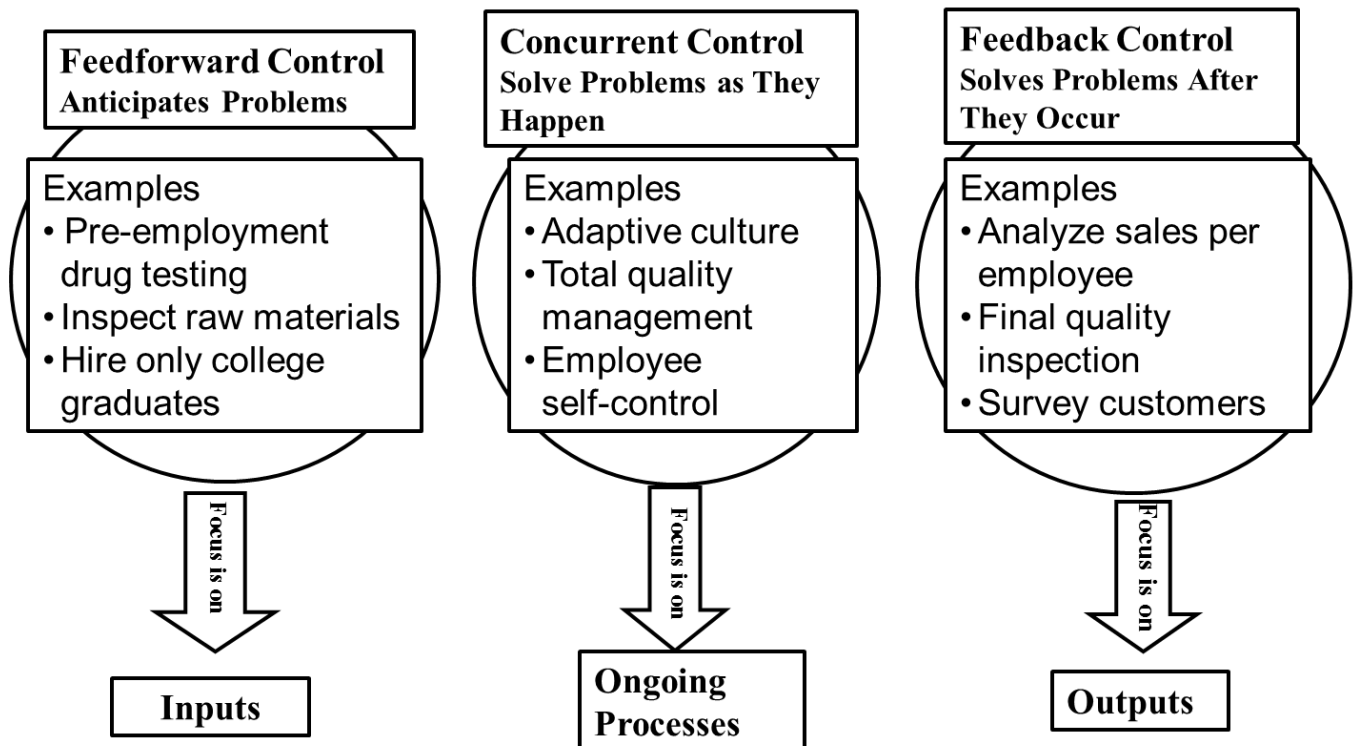 Feedforward Control
Anticipates Problems
Examples
• Pre-employment
drug testing
• Inspect raw materials
• Hire only college
graduates
Focus is on
Inputs
Concurrent Control
Solve Problems as They
Happen
Examples
• Adaptive culture
• Total quality
management
• Employee
self-control
Focus is on
Ongoing
Processes
Feedback Control
Solves Problems After
They Occur
Examples
• Analyze sales per
employee
• Final quality
inspection
• Survey customers
Focus is on
Outputs